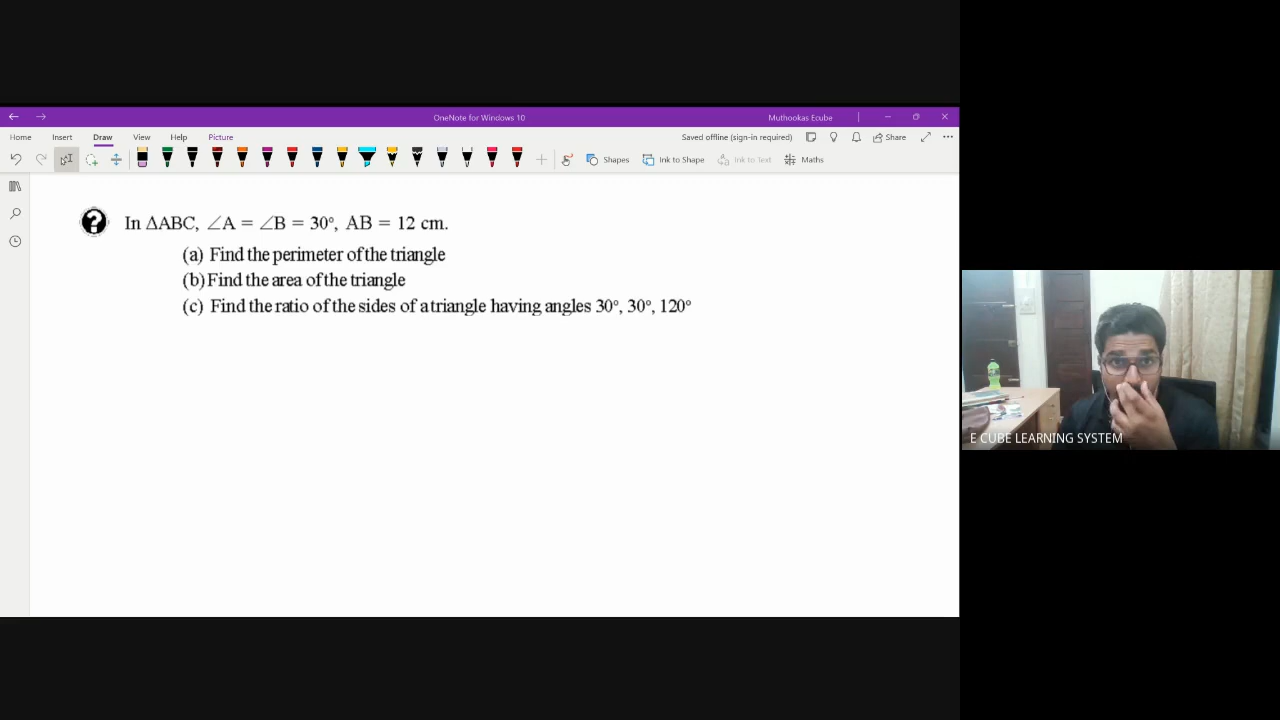 OneNote for Windows 10
Muthookas Ecube
Home Insert Draw View Help Picture
Saved offline (sign-in required) Share
Shapes Ink to Shape Ink to Text Maths
? In ΔABC, ∠A = ∠B = 30°, AB = 12 cm.
(a) Find the perimeter of the triangle
(b) Find the area of the triangle
(c) Find the ratio of the sides of a triangle having angles 30°, 30°, 120°
E CUBE LEARNING SYSTEM